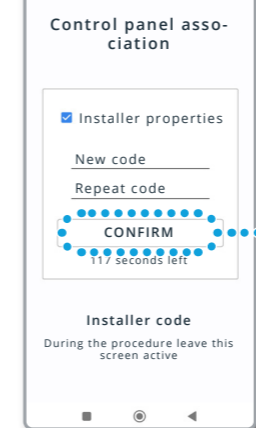 Control panel asso-
ciation
Installer properties
New code
Repeat code
CONFIRM
117 seconds left
Installer code
During the procedure leave this
screen active